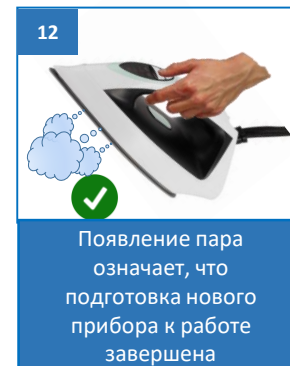 12
Появление пара
означает, что
подготовка нового
прибора к работе
завершена